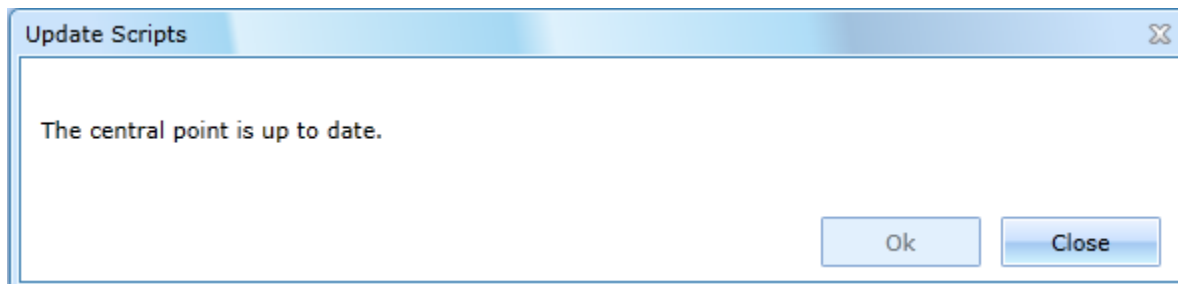 Update Scripts
The central point is up to date.
Ok Close